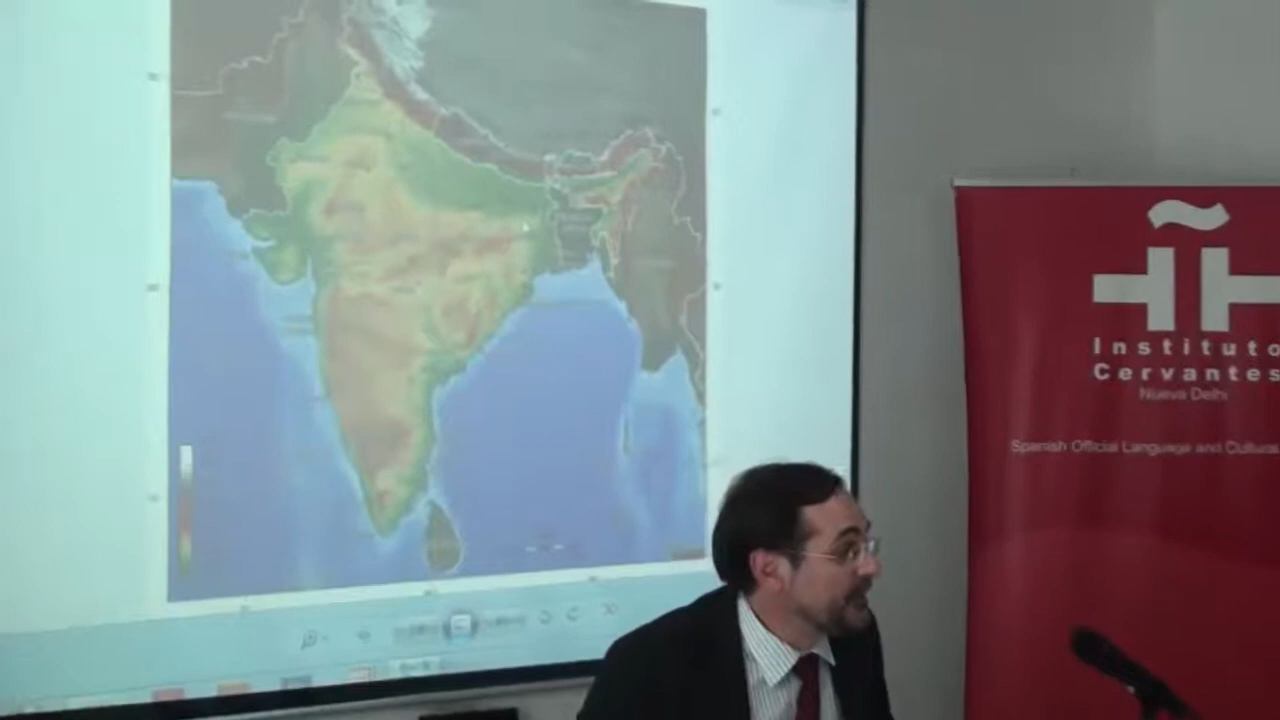 Instituto
Cervantes
Nueva Delhi
Spanish Official Language and Cultural